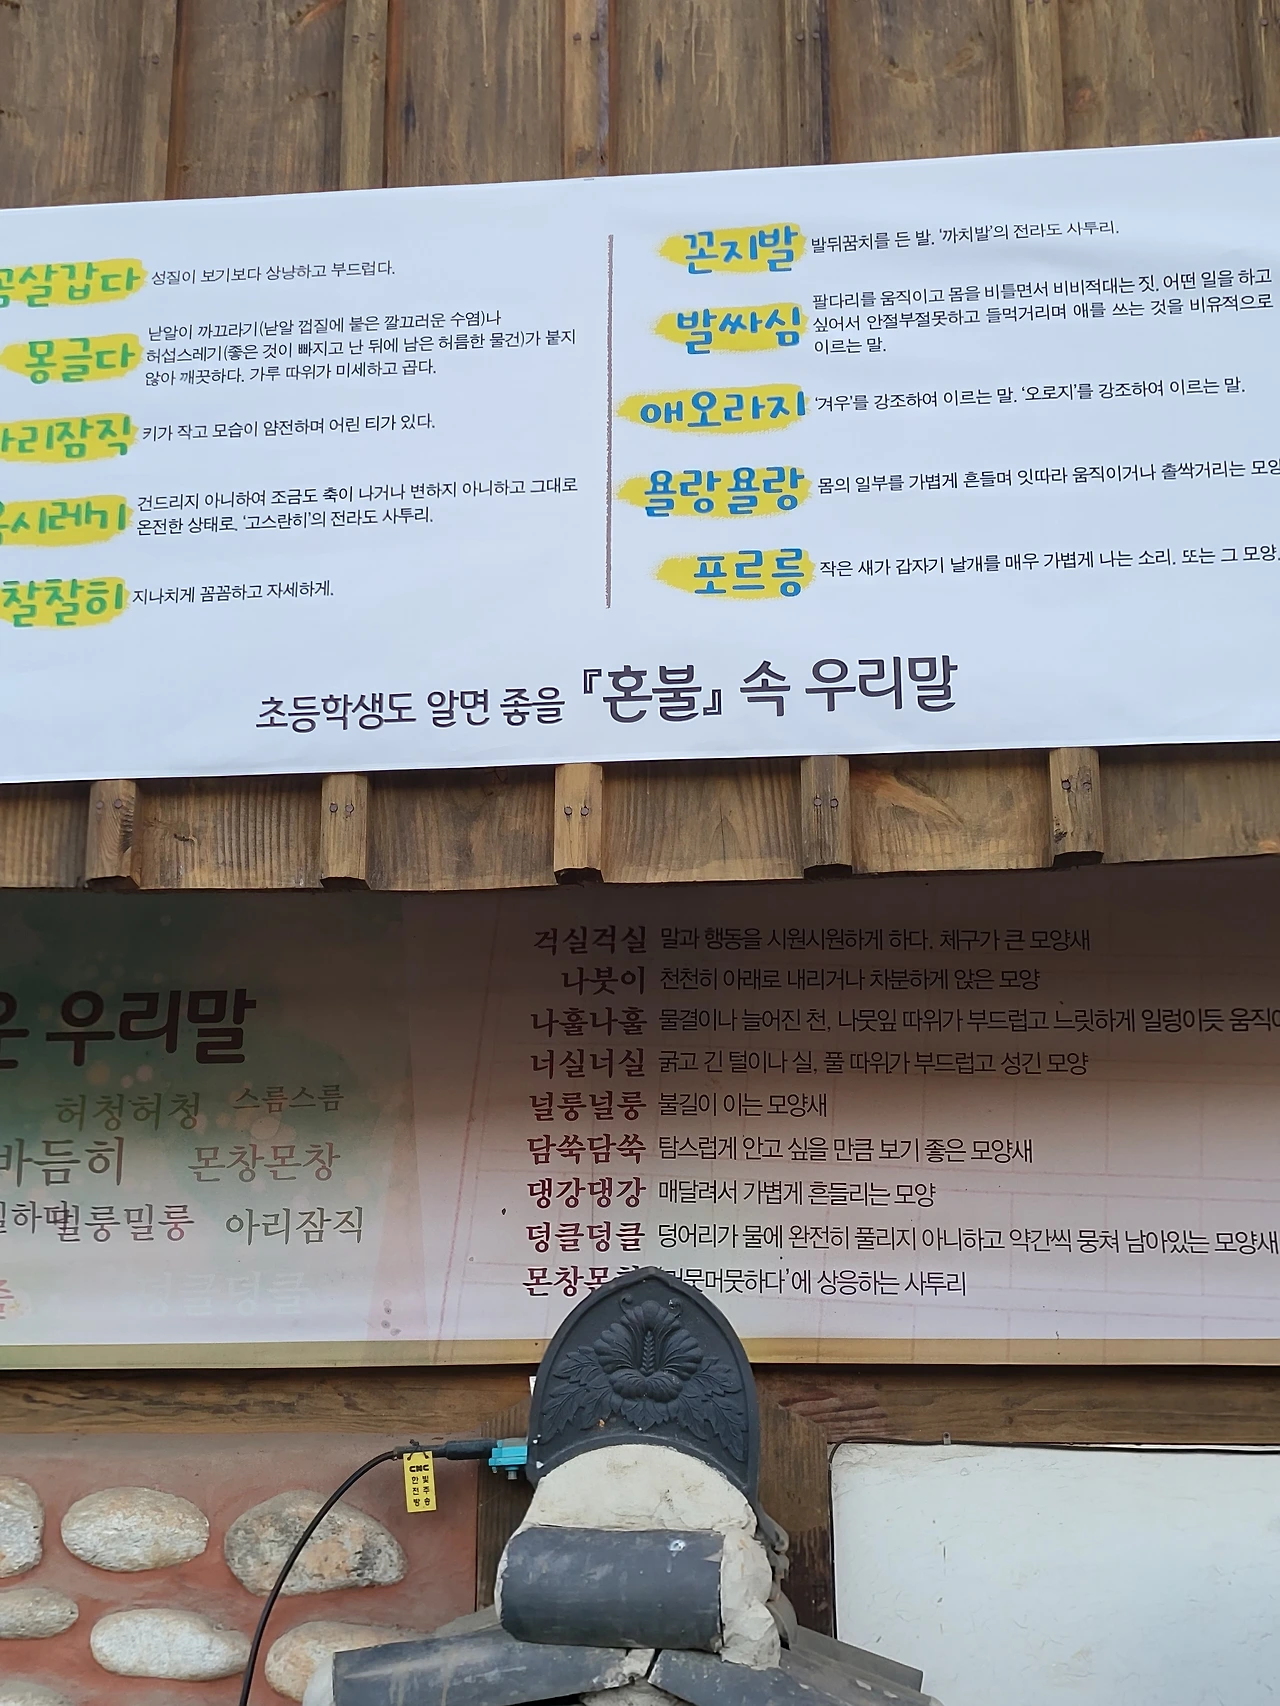 곰살갑다 성질이 보기보다 상냥하고 부드럽다.
몽글다 낟알이 까끄라기(낟알 껍질에 붙은 깔끄러운 수염)나
허섭스레기(좋은 것이 빠지고 난 뒤에 남은 허름한 물건)가 붙지
않아 깨끗하다. 가루 따위가 미세하고 곱다.
아리잠직 키가 작고 모습이 얌전하며 어린 티가 있다.
시레기 건드리지 아니하여 조금도 축이 나거나 변하지 아니하고 그대로
온전한 상태로. '고스란히'의 전라도 사투리.
찰찰히 지나치게 꼼꼼하고 자세하게.
꼰지발 발뒤꿈치를 든 발. '까치발'의 전라도 사투리.
발싸심 팔다리를 움직이고 몸을 비틀면서 비비적대는 짓. 어떤 일을 하고
싶어서 안절부절못하고 들먹거리며 애를 쓰는 것을 비유적으로
이르는 말.
애오라지 '겨우'를 강조하여 이르는 말. '오로지'를 강조하여 이르는 말.
욜랑욜랑 몸의 일부를 가볍게 흔들며 잇따라 움직이거나 촐싹거리는 모양
포르릉 작은 새가 갑자기 날개를 매우 가볍게 나는 소리. 또는 그 모양.
초등학생도 알면 좋을 『혼불』 속 우리말
운 우리말
허청허청 스름스름
바듬히 몬창몬창
밀룽밀룽 아리잠직
덩클덩클
걱실걱실 말과 행동을 시원시원하게 하다. 체구가 큰 모양새
나붓이 천천히 아래로 내리거나 차분하게 앉은 모양
나훌나훌 물결이나 늘어진 천, 나뭇잎 따위가 부드럽고 느릿하게 일렁이듯 움직이
너실너실 굵고 긴 털이나 실, 풀 따위가 부드럽고 성긴 모양
널룽널룽 불길이 이는 모양새
담쑥담쑥 탐스럽게 안고 싶을 만큼 보기 좋은 모양새
댕강댕강 매달려서 가볍게 흔들리는 모양
덩클덩클 덩어리가 물에 완전히 풀리지 아니하고 약간씩 뭉쳐 남아있는 모양새
몬창몬창 머뭇머뭇하다'에 상응하는 사투리
CMC
한 빛
전 주
방 송